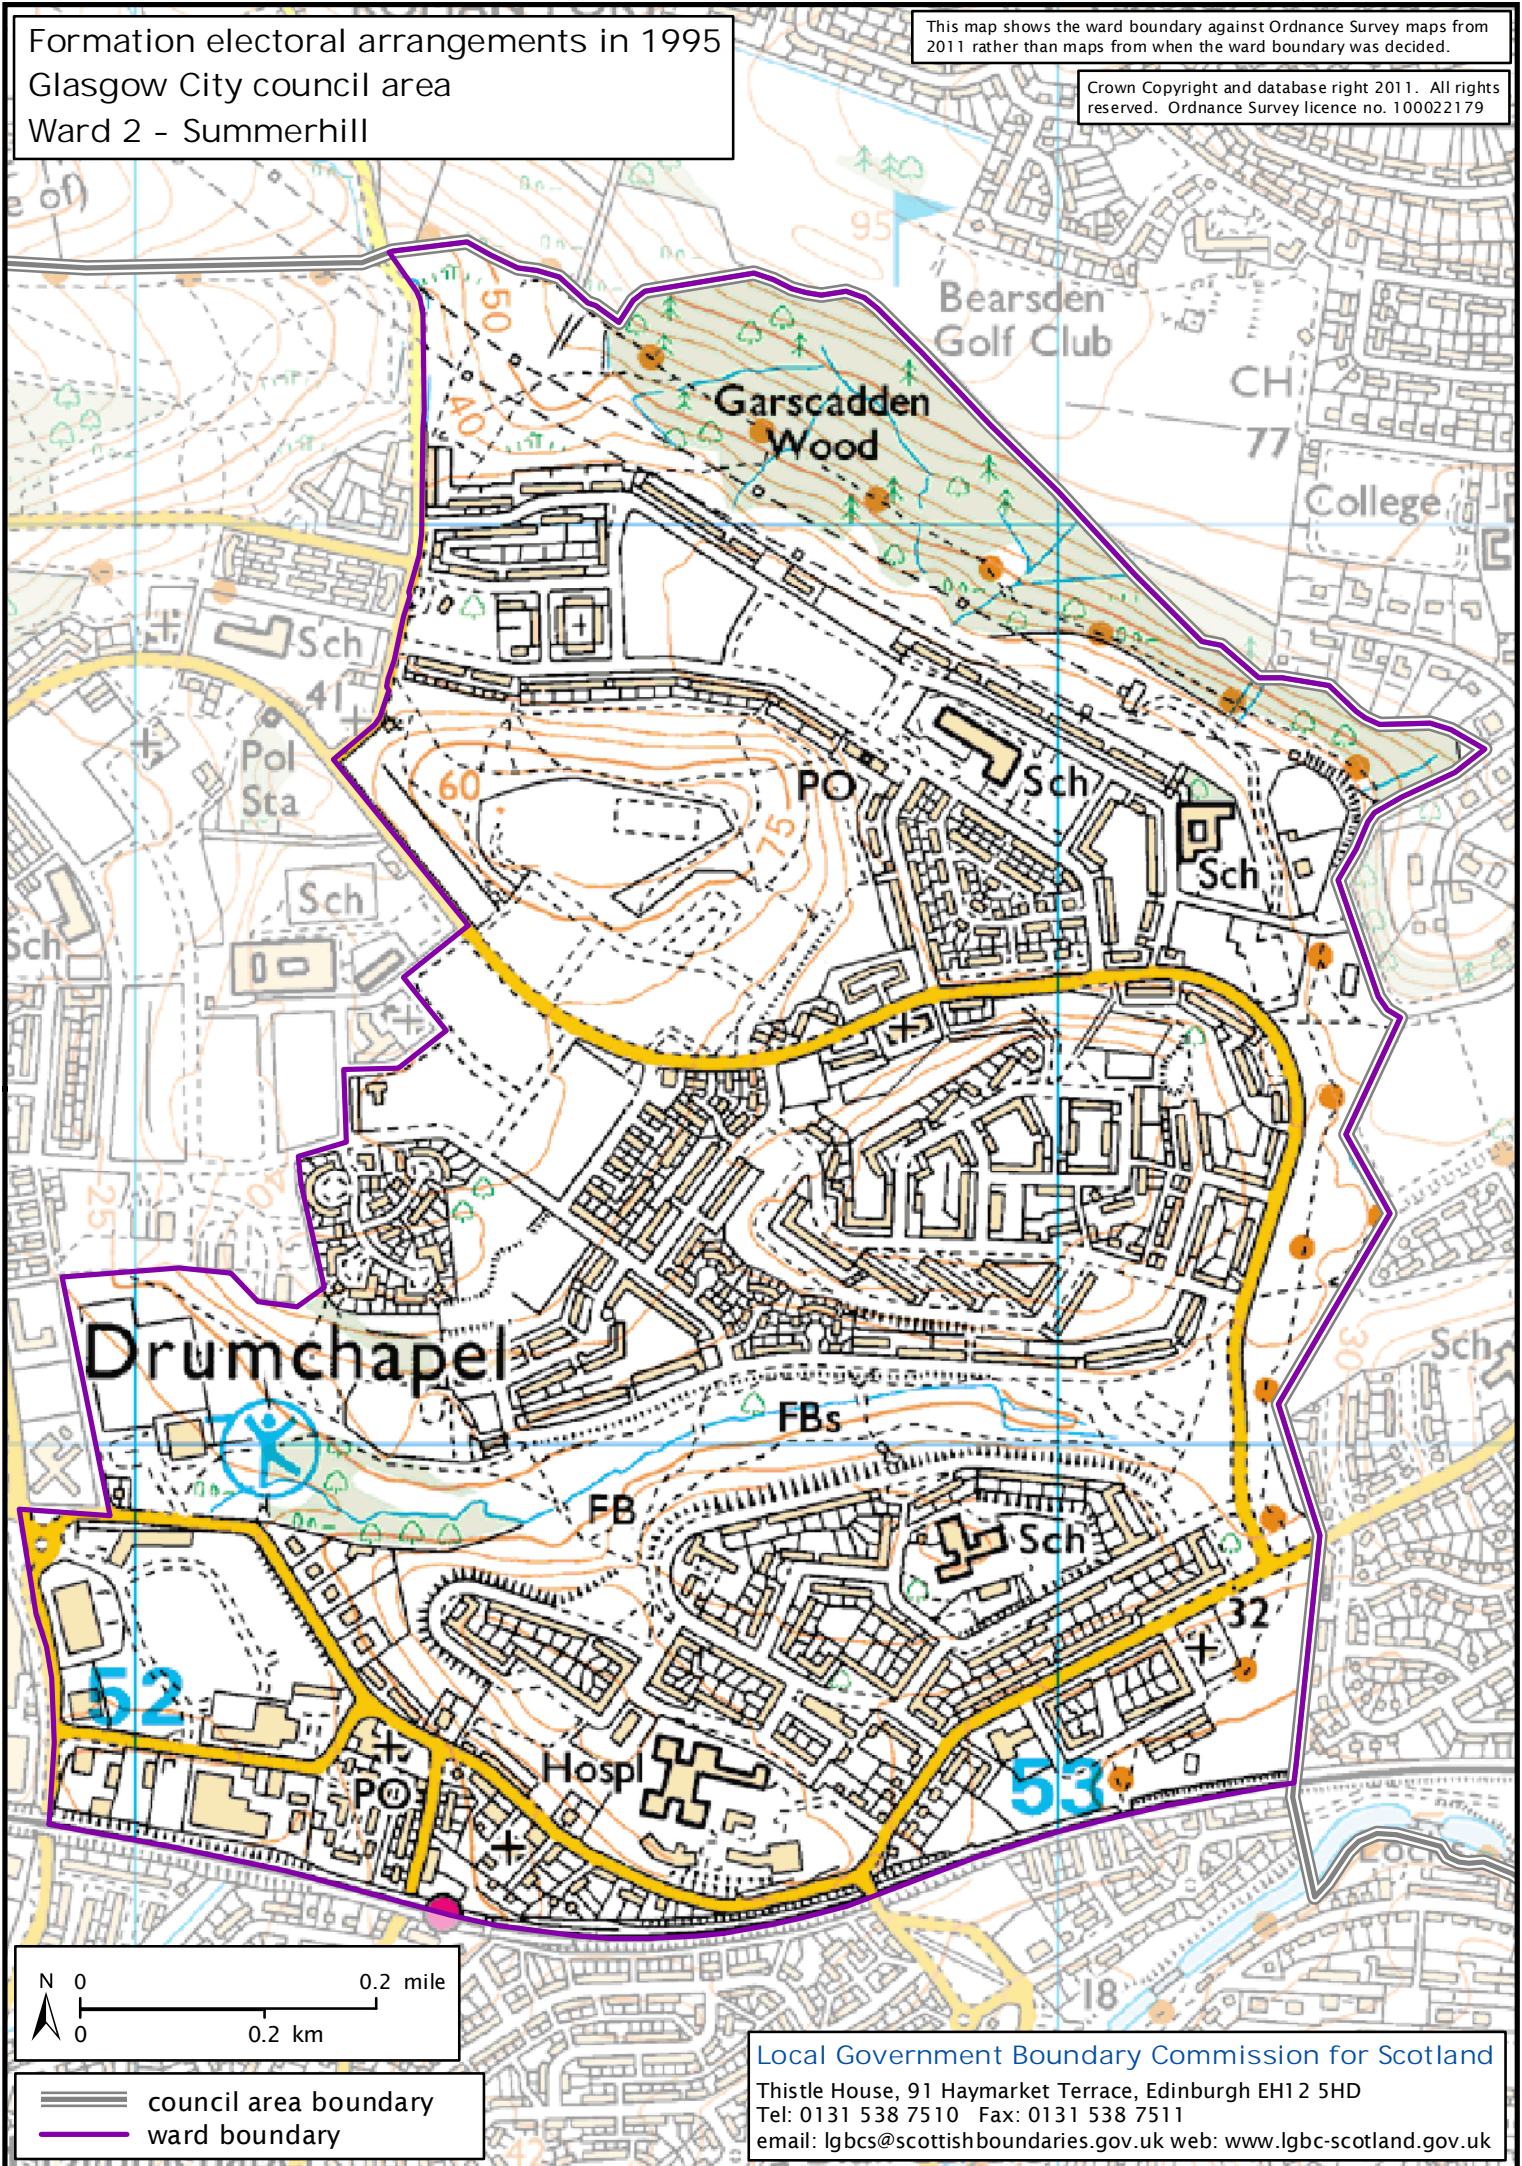 Formation electoral arrangements in 1995
Glasgow City council area
Ward 2 - Summerhill
This map shows the ward boundary against Ordnance Survey maps from
2011 rather than maps from when the ward boundary was decided.
Crown Copyright and database right 2011. All rights
reserved. Ordnance Survey licence no. 100022179
e of)
95
50
Bearsden
Golf Club
CH
77
40
Garscadden
Wood
College
Sch
41
Pol
Sta
60
PO
75
Sch
Sch
Sch
Sch
25
40
Drumchapel
30
Sch
FBs
FB
Sch
32
52
Hospl
PO
53
18
42
N 0 0.2 mile
0 0.2 km
council area boundary
ward boundary
Local Government Boundary Commission for Scotland
Thistle House, 91 Haymarket Terrace, Edinburgh EH12 5HD
Tel: 0131 538 7510 Fax: 0131 538 7511
email: lgbcs@scottishboundaries.gov.uk web: www.lgbc-scotland.gov.uk